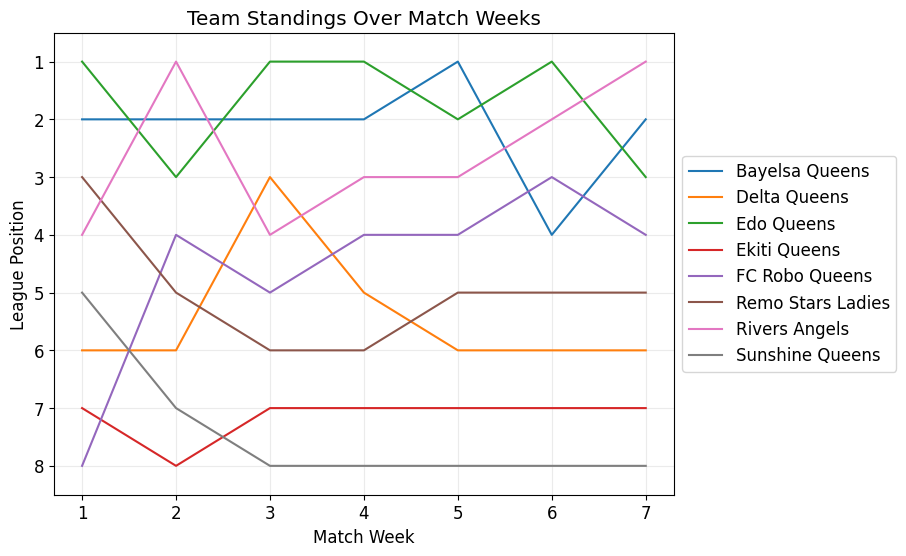 Team Standings Over Match Weeks
League Position
1
2
3
4
5
6
7
8
1 2 3 4 5 6 7
Match Week
Bayelsa Queens
Delta Queens
Edo Queens
Ekiti Queens
FC Robo Queens
Remo Stars Ladies
Rivers Angels
Sunshine Queens